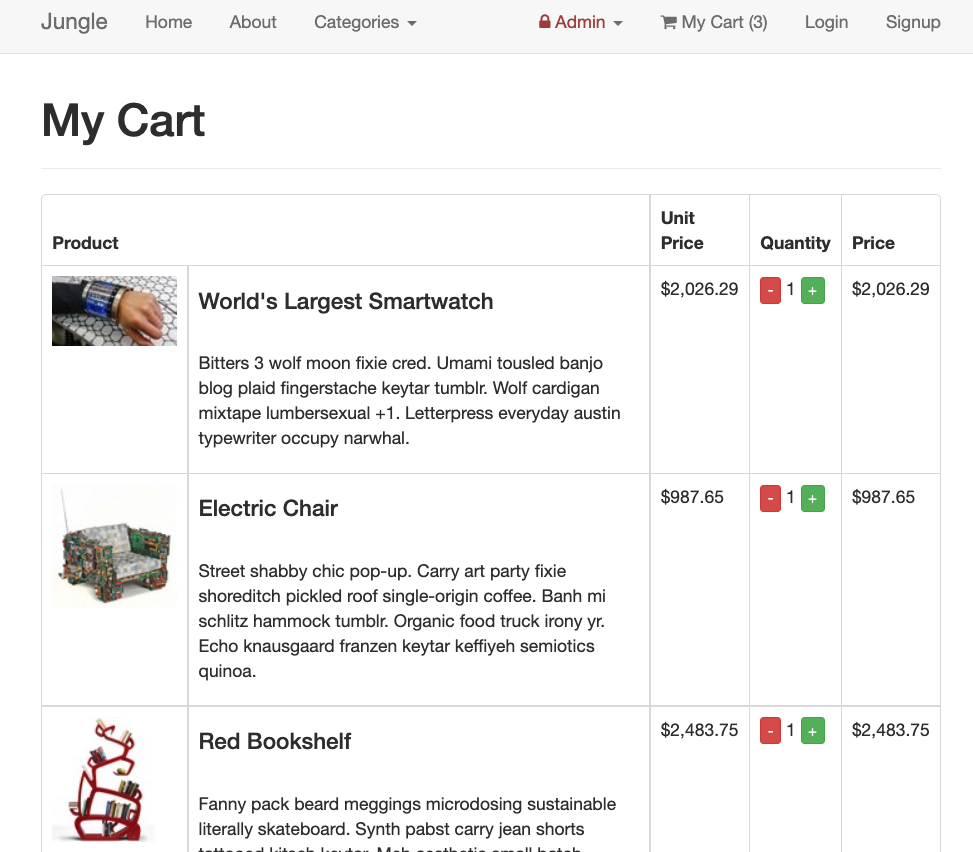 Jungle Home About Categories Admin My Cart (3) Login Signup
My Cart
Product Unit Price Quantity Price
World's Largest Smartwatch $2,026.29 - 1 + $2,026.29
Bitters 3 wolf moon fixie cred. Umami tousled banjo
blog plaid fingerstache keytar tumblr. Wolf cardigan
mixtape lumbersexual +1. Letterpress everyday austin
typewriter occupy narwhal.
Electric Chair $987.65 - 1 + $987.65
Street shabby chic pop-up. Carry art party fixie
shoreditch pickled roof single-origin coffee. Banh mi
schlitz hammock tumblr. Organic food truck irony yr.
Echo knausgaard franzen keytar keffiyeh semiotics
quinoa.
Red Bookshelf $2,483.75 - 1 + $2,483.75
Fanny pack beard meggings microdosing sustainable
literally skateboard. Synth pabst carry jean shorts